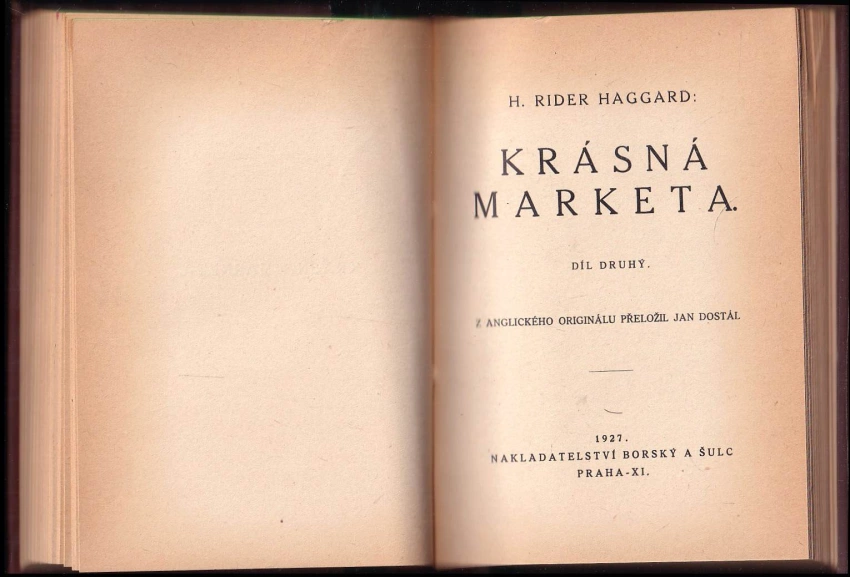 H. RIDER HAGGARD:
KRÁSNÁ
MARKETA.
DÍL DRUHÝ.
Z ANGLICKÉHO ORIGINÁLU PŘELOŽIL JAN DOSTÁL
1927.
NAKLADATELSTVÍ BORSKÝ A ŠULC
PRAHA-XI.